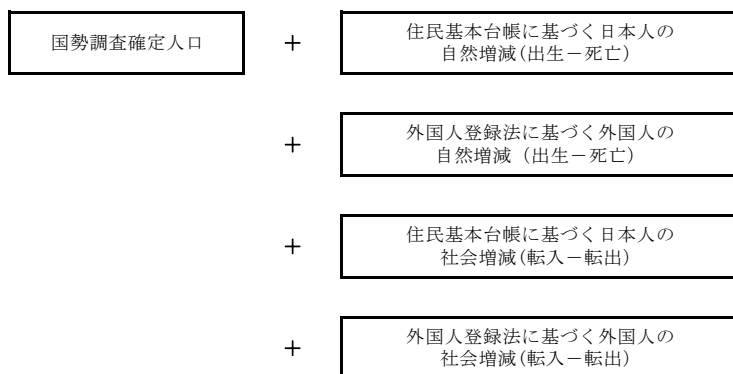 国勢調査確定人口 + 住民基本台帳に基づく日本人の
自然増減(出生－死亡)
+ 外国人登録法に基づく外国人の
自然増減（出生－死亡）
+ 住民基本台帳に基づく日本人の
社会増減(転入－転出)
+ 外国人登録法に基づく外国人の
社会増減(転入－転出)